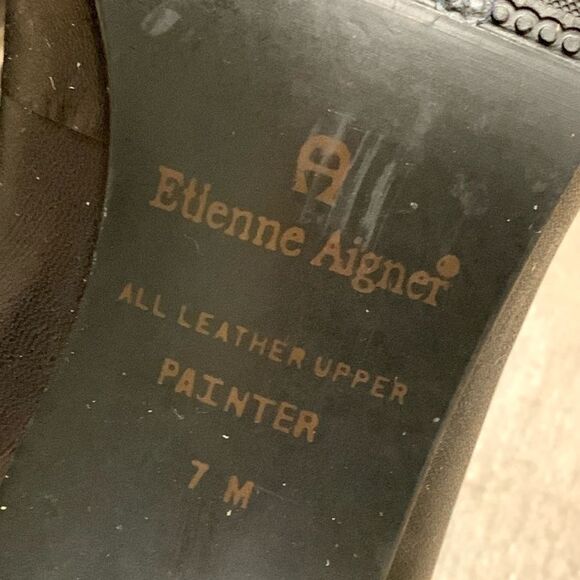 Etienne Aigner
ALL LEATHER UPPER
PAINTER
7 M